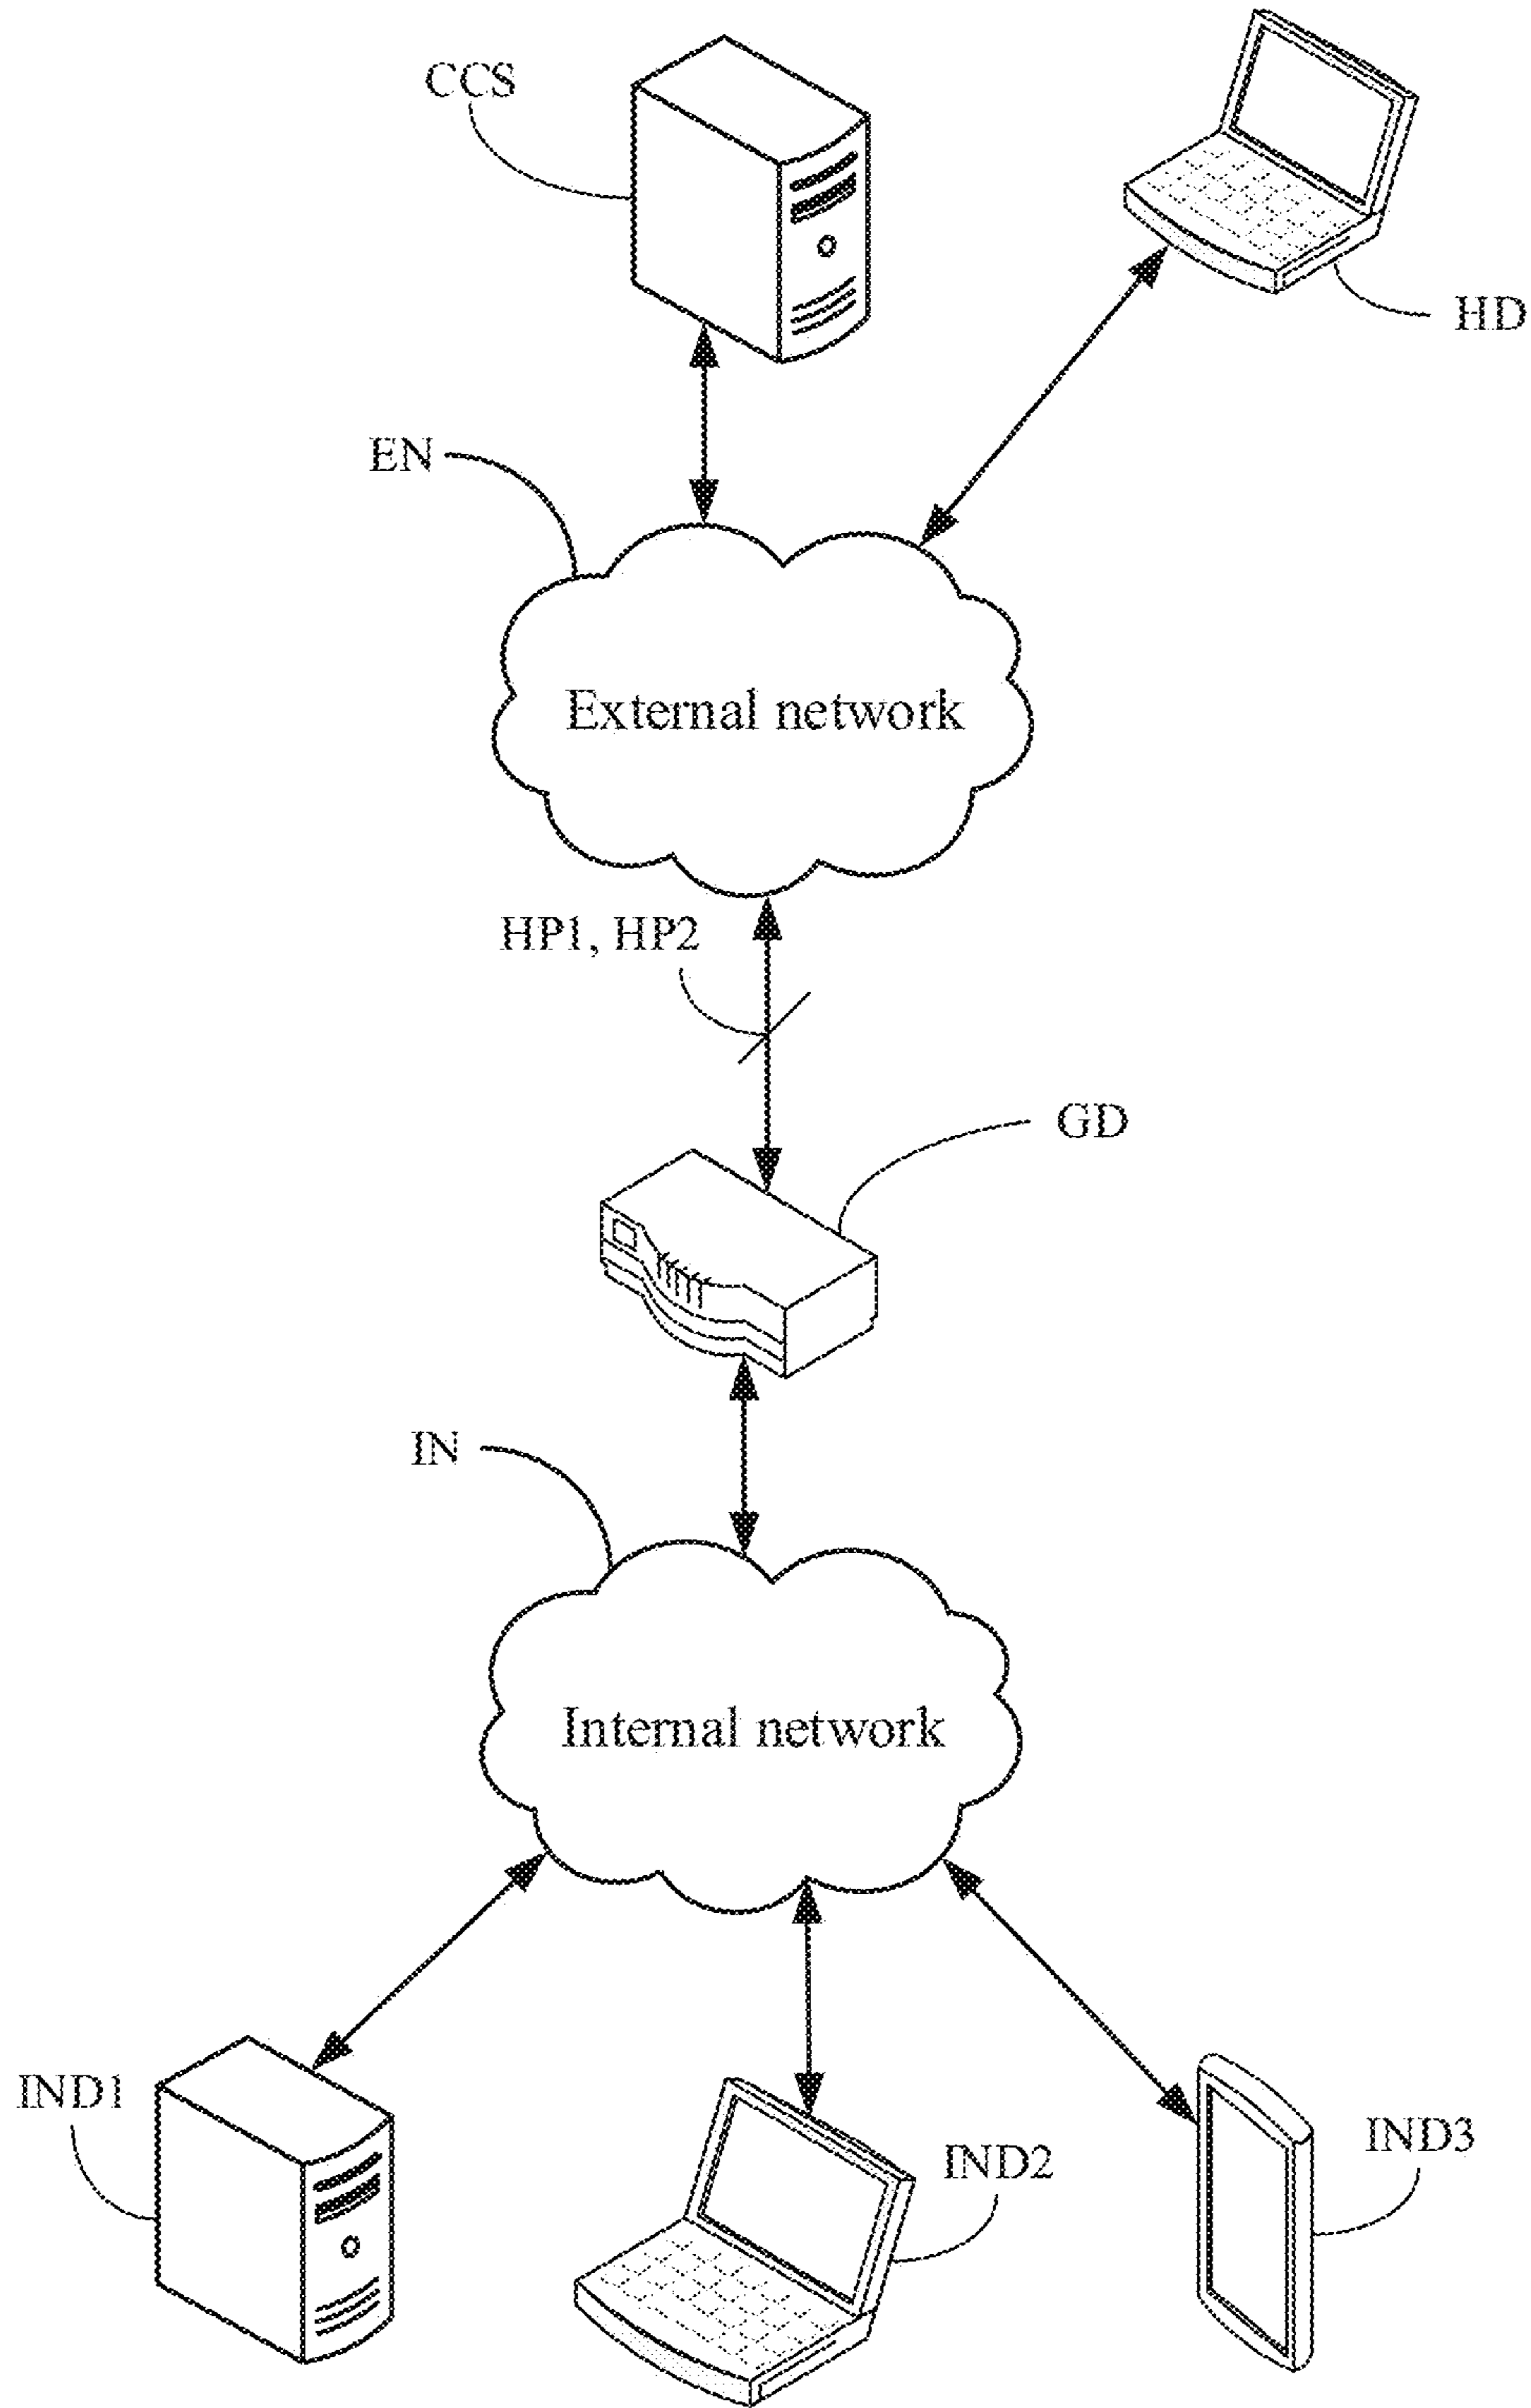 CCS
HD
EN
External network
HP1, HP2
GD
IN
Internal network
IND1
IND2
IND3